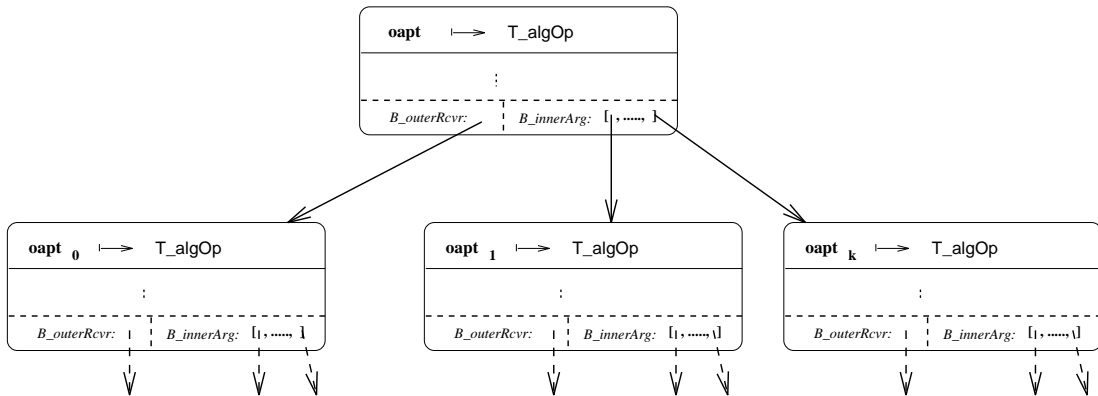 oapt ↦ T_algOp
⋮
B_outerRcvr: B_innerArg: [ , ....., ]
oapt 0 ↦ T_algOp
⋮
B_outerRcvr: B_innerArg: [ , ....., ]
oapt 1 ↦ T_algOp
⋮
B_outerRcvr: B_innerArg: [ , ....., ]
oapt k ↦ T_algOp
⋮
B_outerRcvr: B_innerArg: [ , ....., ]